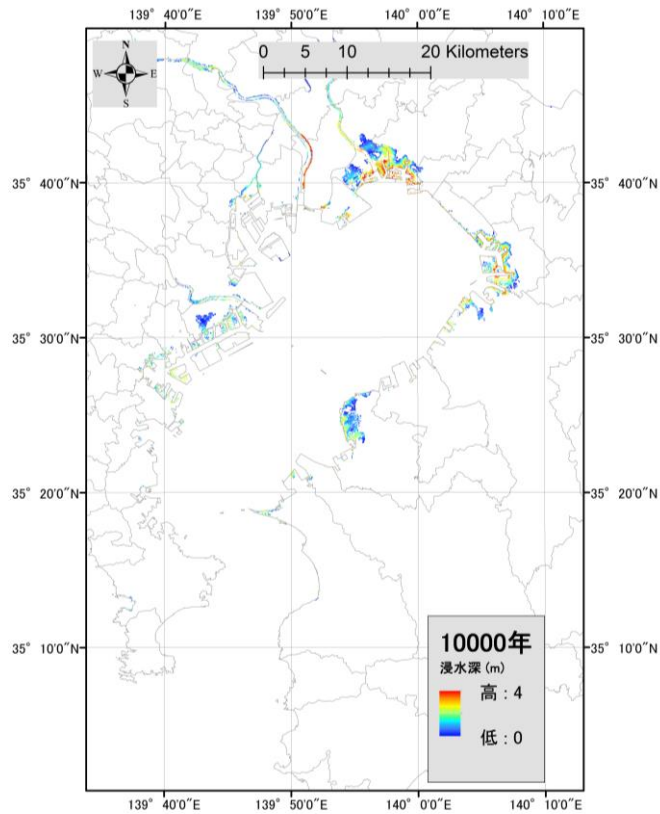 139° 40'0"E 139° 50'0"E 140° 0'0"E 140° 10'0"E
N
W E
S
0 5 10 20 Kilometers
35° 40'0"N 35° 40'0"N
35° 30'0"N 35° 30'0"N
35° 20'0"N 35° 20'0"N
35° 10'0"N 35° 10'0"N
10000年
浸水深 (m)
高 : 4
低 : 0
139° 40'0"E 139° 50'0"E 140° 0'0"E 140° 10'0"E